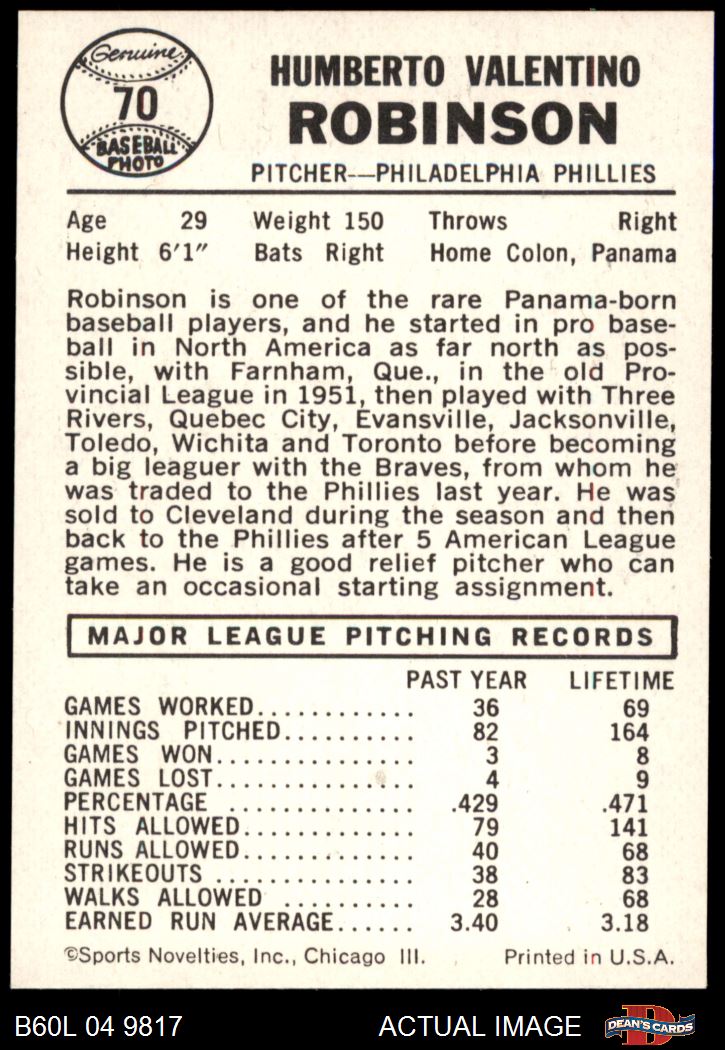 Genuine
70
BASEBALL
PHOTO
HUMBERTO VALENTINO
ROBINSON
PITCHER—PHILADELPHIA PHILLIES
Age 29 Weight 150 Throws Right
Height 6'1" Bats Right Home Colon, Panama
Robinson is one of the rare Panama-born
baseball players, and he started in pro base-
ball in North America as far north as pos-
sible, with Farnham, Que., in the old Pro-
vincial League in 1951, then played with Three
Rivers, Quebec City, Evansville, Jacksonville,
Toledo, Wichita and Toronto before becoming
a big leaguer with the Braves, from whom he
was traded to the Phillies last year. He was
sold to Cleveland during the season and then
back to the Phillies after 5 American League
games. He is a good relief pitcher who can
take an occasional starting assignment.
MAJOR LEAGUE PITCHING RECORDS
PAST YEAR LIFETIME
GAMES WORKED............ 36 69
INNINGS PITCHED.......... 82 164
GAMES WON............... 3 8
GAMES LOST............... 4 9
PERCENTAGE .............. .429 .471
HITS ALLOWED............. 79 141
RUNS ALLOWED............. 40 68
STRIKEOUTS ............... 38 83
WALKS ALLOWED .......... 28 68
EARNED RUN AVERAGE...... 3.40 3.18
©Sports Novelties, Inc., Chicago Ill. Printed in U.S.A.
B60L 04 9817 ACTUAL IMAGE
D
DEAN'S CARDS